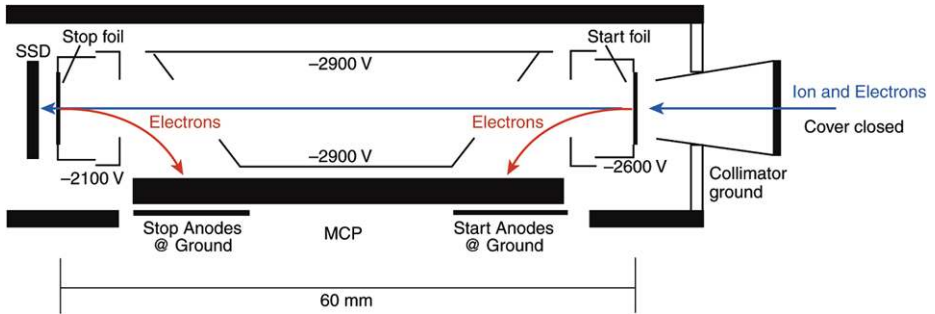 Stop foil
Start foil
SSD
–2900 V
Ion and Electrons
Electrons
Electrons
Cover closed
–2900 V
–2100 V
–2600 V
Collimator
ground
Stop Anodes
@ Ground
MCP
Start Anodes
@ Ground
60 mm